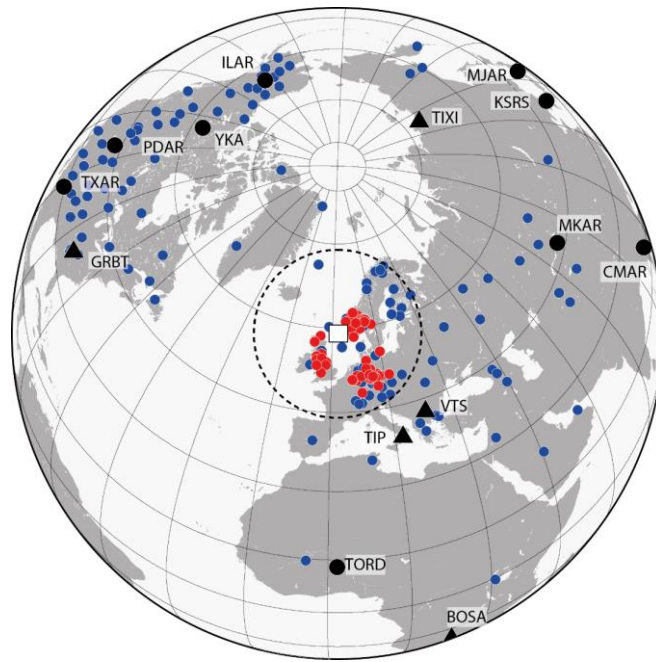 ILAR
MJAR
KSRS
TIXI
YKA
PDAR
TXAR
MKAR
GRBT
CMAR
VTS
TIP
TORD
BOSA